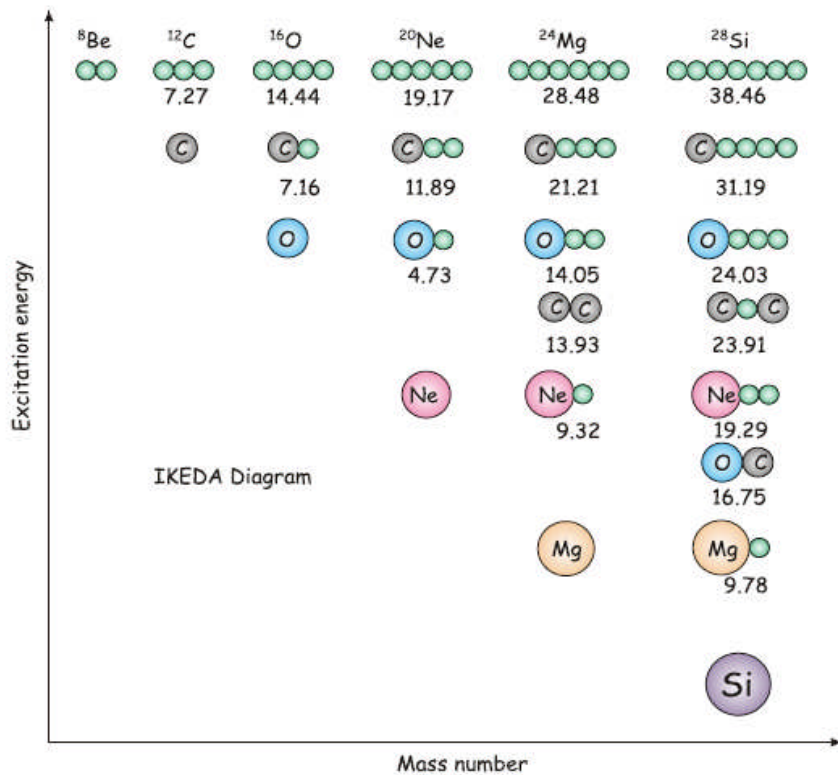 ⁸Be ¹²C ¹⁶O ²⁰Ne ²⁴Mg ²⁸Si
7.27 14.44 19.17 28.48 38.46
C C C C C
7.16 11.89 21.21 31.19
O O O O
4.73 14.05 24.03
C C C C
13.93 23.91
Ne Ne Ne
9.32 19.29
O C
IKEDA Diagram
16.75
Mg Mg
9.78
Si
Excitation energy
Mass number